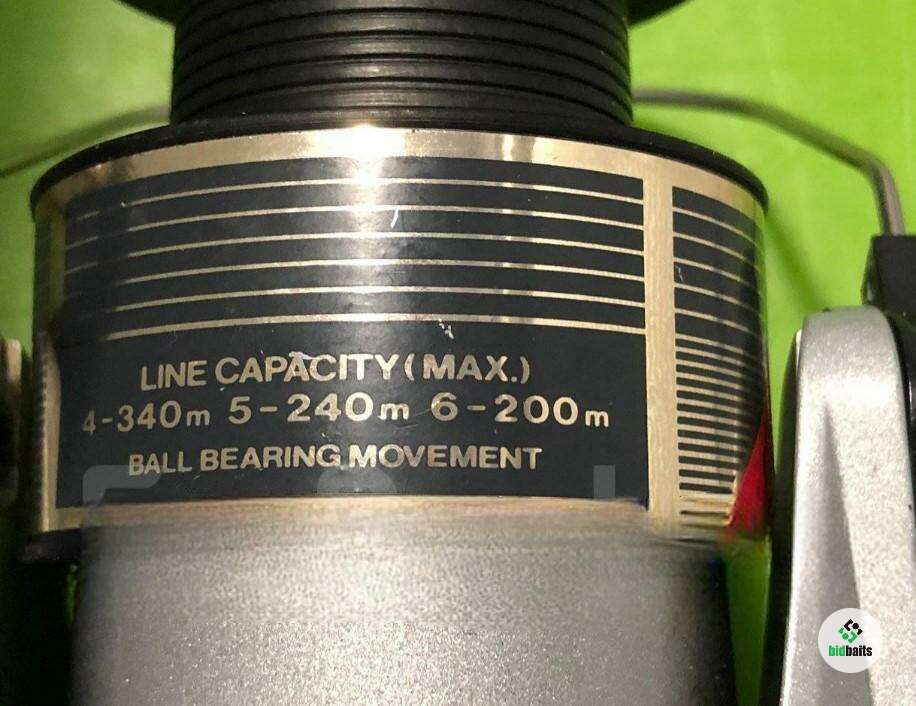 LINE CAPACITY (MAX.)
4-340m 5-240m 6-200m
BALL BEARING MOVEMENT
bidbaits